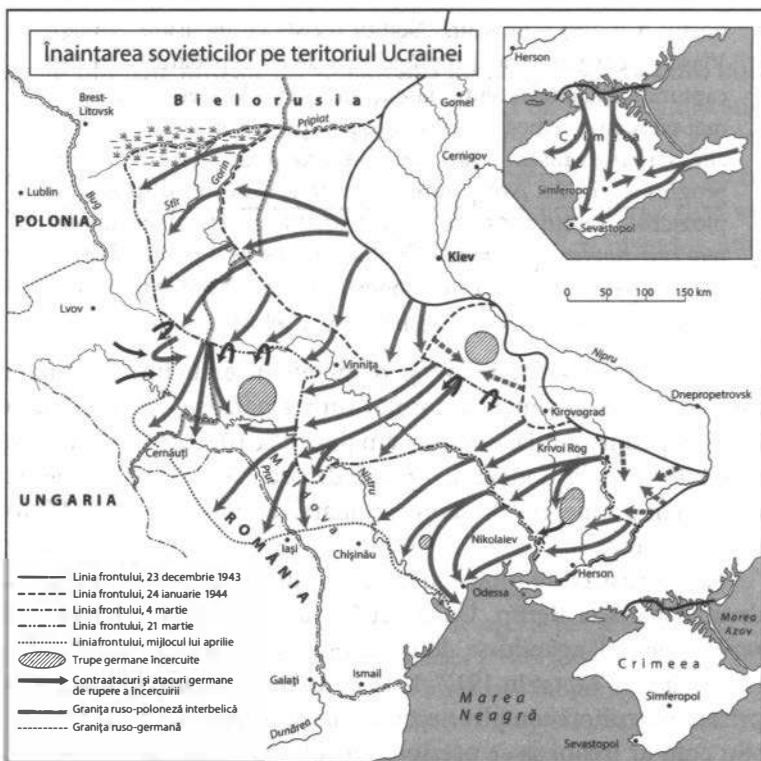 Înaintarea sovieticilor pe teritoriul Ucrainei
Herson
Crimeea
Simferopol
Sevastopol
Bielorusia
Brest-
Litovsk
Gomel
Pripiat
Cernigov
Gorin
Stîr
Lublin
Bug
POLONIA
Kiev
0 50 100 150 km
Lvov
Nipru
Vinnița
Dnepropetrovsk
Kirovograd
Krivoi Rog
Cernăuți
Prut
Nistru
UNGARIA
ROMÂNIA
Iași
Chișinău
Nikolaiev
Herson
Odessa
Linia frontului, 23 decembrie 1943
Linia frontului, 24 ianuarie 1944
Linia frontului, 4 martie
Linia frontului, 21 martie
Linia frontului, mijlocul lui aprilie
Trupe germane încercuite
Contraatacuri și atacuri germane
de rupere a încercuirii
Granița ruso-poloneză interbelică
Granița ruso-germană
Galați
Ismail
Dunărea
Marea
Neagră
Marea
Azov
Crimeea
Simferopol
Sevastopol